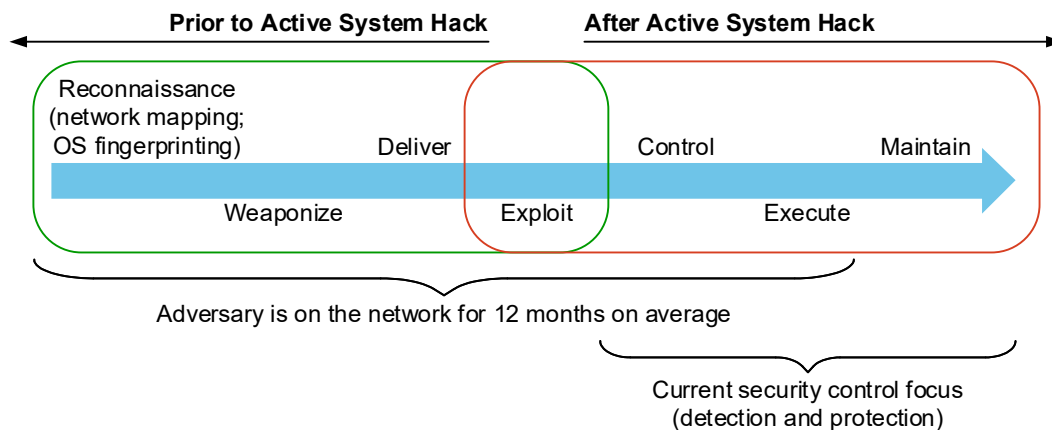 Prior to Active System Hack
After Active System Hack
Reconnaissance
(network mapping;
OS fingerprinting)
Deliver
Control
Maintain
Weaponize
Exploit
Execute
Adversary is on the network for 12 months on average
Current security control focus
(detection and protection)